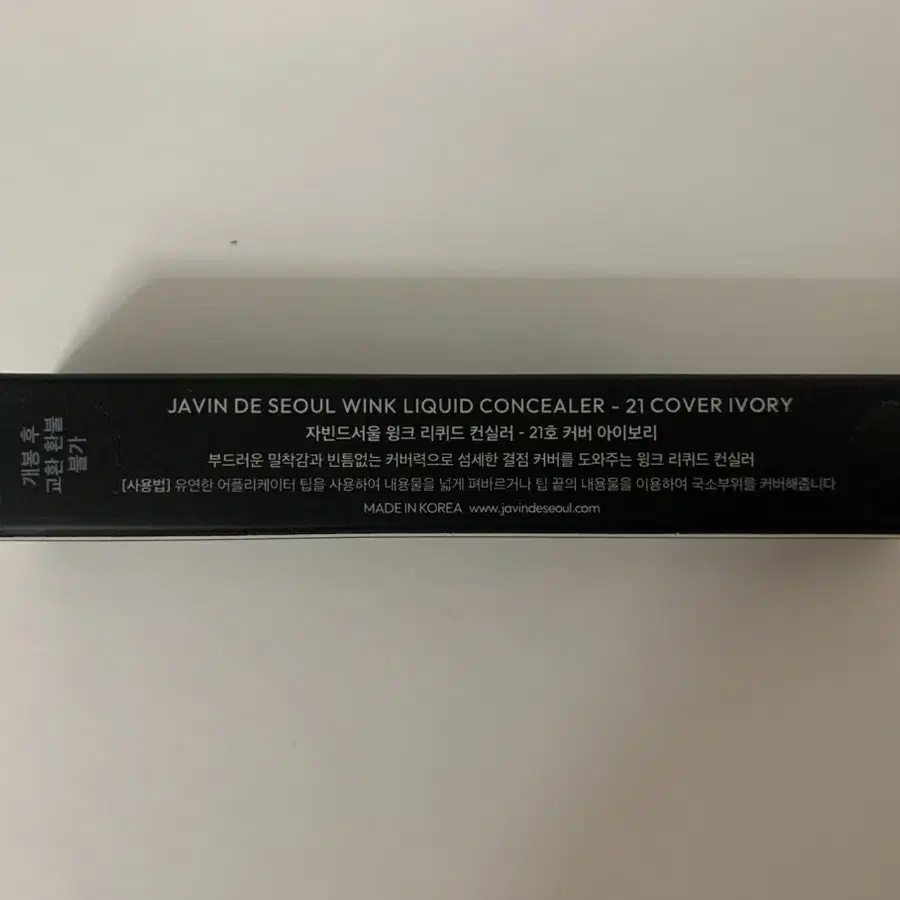 개봉 후
교환 환불
불가
JAVIN DE SEOUL WINK LIQUID CONCEALER - 21 COVER IVORY
자빈드서울 윙크 리퀴드 컨실러 - 21호 커버 아이보리
부드러운 밀착감과 빈틈없는 커버력으로 섬세한 결점 커버를 도와주는 윙크 리퀴드 컨실러
[사용법] 유연한 어플리케이터 팁을 사용하여 내용물을 넓게 펴바르거나 팁 끝의 내용물을 이용하여 국소부위를 커버해줍니다
MADE IN KOREA www.javindeseoul.com